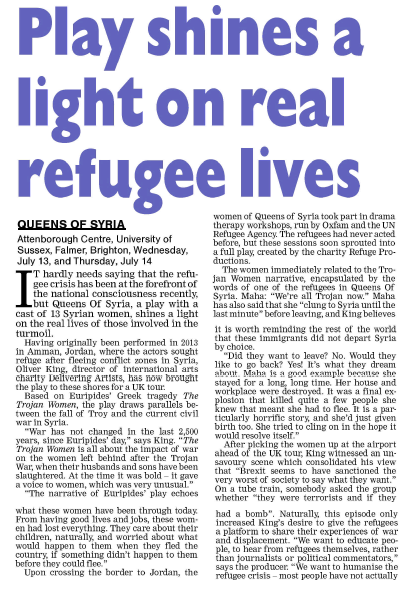 Play shines a
light on real
refugee lives
QUEENS OF SYRIA
Attenborough Centre, University of
Sussex, Falmer, Brighton, Wednesday,
July 13, and Thursday, July 14
IT hardly needs saying that the refu-
gee crisis has been at the forefront of
the national consciousness recently,
but Queens Of Syria, a play with a
cast of 13 Syrian women, shines a light
on the real lives of those involved in the
turmoil.
Having originally been performed in 2013
in Amman, Jordan, where the actors sought
refuge after fleeing conflict zones in Syria,
Oliver King, director of international arts
charity Delivering Artists, has now brought
the play to these shores for a UK tour.
Based on Euripides' Greek tragedy The
Trojan Women, the play draws parallels be-
tween the fall of Troy and the current civil
war in Syria.
"War has not changed in the last 2,500
years, since Euripides' day," says King. "The
Trojan Women is all about the impact of war
on the women left behind after the Trojan
War, when their husbands and sons have been
slaughtered. At the time it was bold – it gave
a voice to women, which was very unusual."
"The narrative of Euripides' play echoes
what these women have been through today.
From having good lives and jobs, these wom-
en had lost everything. They care about their
children, naturally, and worried about what
would happen to them when they fled the
country, if something didn't happen to them
before they could flee."
Upon crossing the border to Jordan, the
women of Queens of Syria took part in drama
therapy workshops, run by Oxfam and the UN
Refugee Agency. The refugees had never acted
before, but these sessions soon sprouted into
a full play, created by the charity Refuge Pro-
ductions.
The women immediately related to the Tro-
jan Women narrative, encapsulated by the
words of one of the refugees in Queens Of
Syria. Maha: "We're all Trojan now." Maha
has also said that she "clung to Syria until the
last minute" before leaving, and King believes
it is worth reminding the rest of the world
that these immigrants did not depart Syria
by choice.
"Did they want to leave? No. Would they
like to go back? Yes! It's what they dream
about. Maha is a good example because she
stayed for a long, long time. Her house and
workplace were destroyed. It was a final ex-
plosion that killed quite a few people she
knew that meant she had to flee. It is a par-
ticularly horrific story, and she'd just given
birth too. She tried to cling on in the hope it
would resolve itself."
After picking the women up at the airport
ahead of the UK tour, King witnessed an un-
savoury scene which consolidated his view
that "Brexit seems to have sanctioned the
very worst of society to say what they want."
On a tube train, somebody asked the group
whether "they were terrorists and if they
had a bomb". Naturally, this episode only
increased King's desire to give the refugees
a platform to share their experiences of war
and displacement. "We want to educate peo-
ple, to hear from refugees themselves, rather
than journalists or political commentators,"
says the producer. "We want to humanise the
refugee crisis – most people have not actually